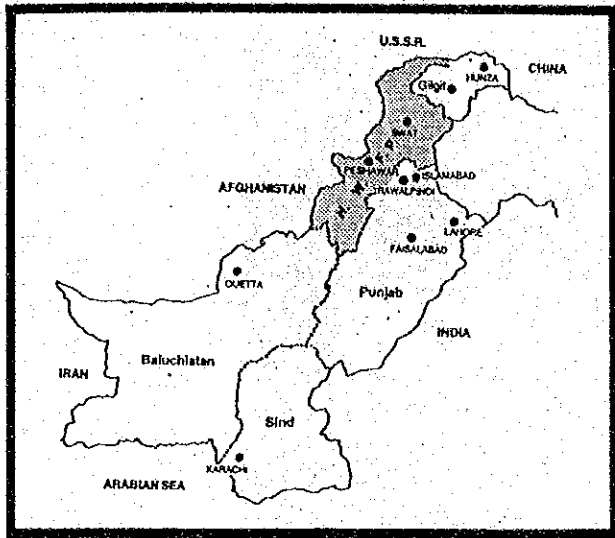 U.S.S.R.
CHINA
HUNZA
Gilgit
SWAT
PESHAWAR
N.W.F.P.
ISLAMABAD
RAWALPINDI
AFGHANISTAN
LAHORE
FAISALABAD
QUETTA
Punjab
INDIA
IRAN
Baluchistan
Sind
KARACHI
ARABIAN SEA